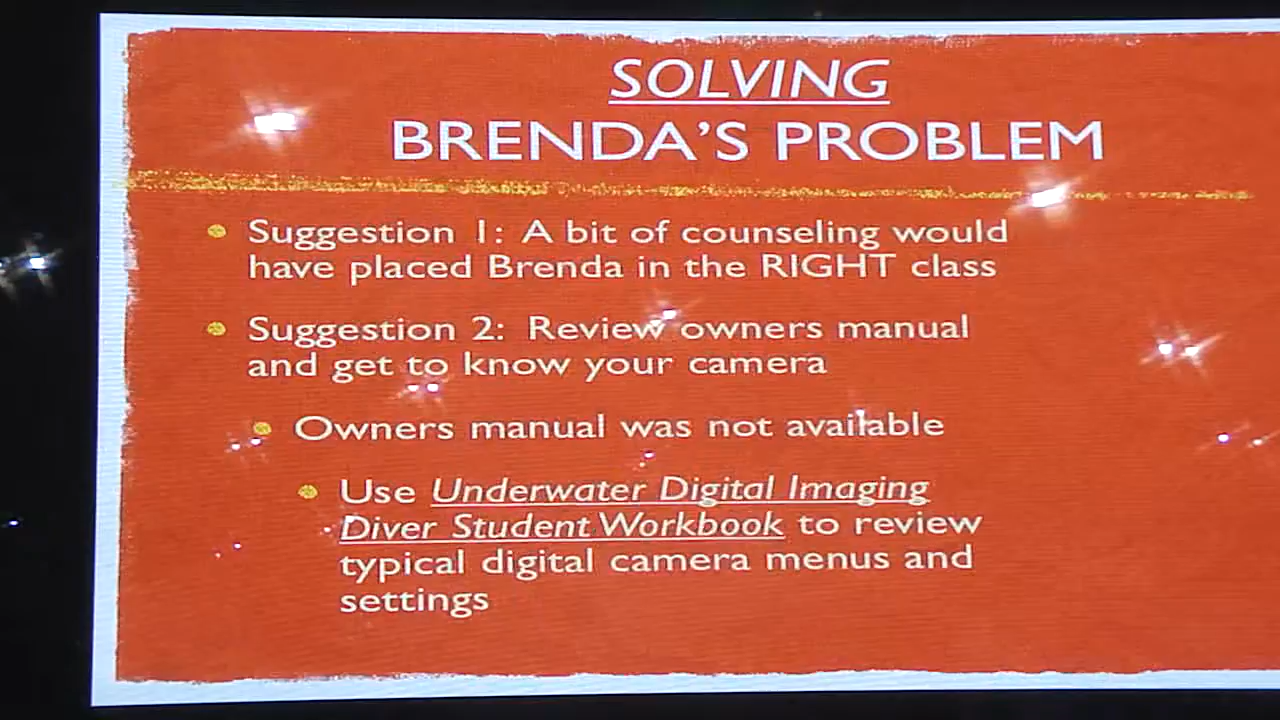 SOLVING
BRENDA'S PROBLEM
Suggestion 1: A bit of counseling would
have placed Brenda in the RIGHT class
Suggestion 2: Review owners manual
and get to know your camera
Owners manual was not available
Use Underwater Digital Imaging
Diver Student Workbook to review
typical digital camera menus and
settings